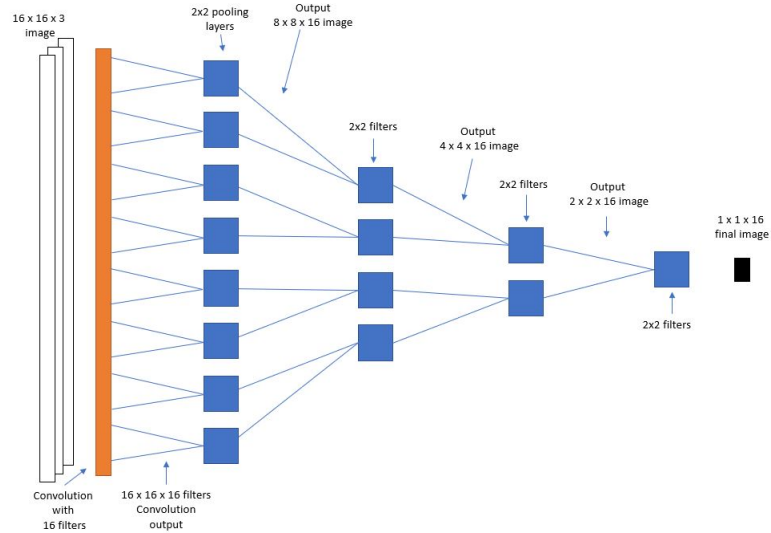 16 x 16 x 3
image
2x2 pooling
layers
Output
8 x 8 x 16 image
2x2 filters
Output
4 x 4 x 16 image
2x2 filters
Output
2 x 2 x 16 image
1 x 1 x 16
final image
2x2 filters
Convolution
with
16 filters
16 x 16 x 16 filters
Convolution
output